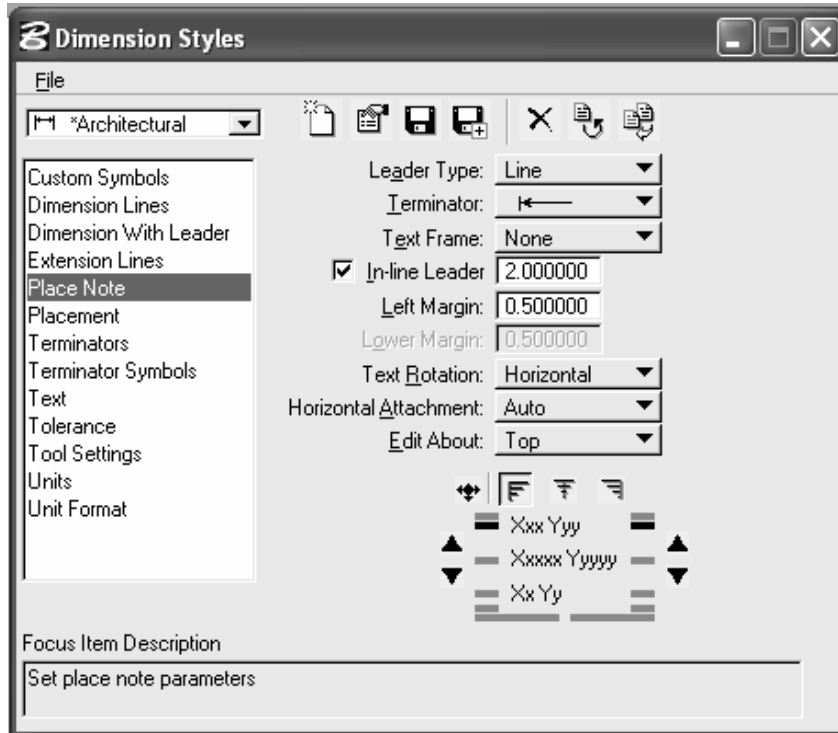 Dimension Styles
File
*Architectural
Custom Symbols
Dimension Lines
Dimension With Leader
Extension Lines
Place Note
Placement
Terminators
Terminator Symbols
Text
Tolerance
Tool Settings
Units
Unit Format
Leader Type: Line
Terminator:
Text Frame: None
In-line Leader 2.000000
Left Margin: 0.500000
Lower Margin: 0.500000
Text Rotation: Horizontal
Horizontal Attachment: Auto
Edit About: Top
Xxx Yyy
Xxxxx Yyyyy
Xx Yy
Focus Item Description
Set place note parameters